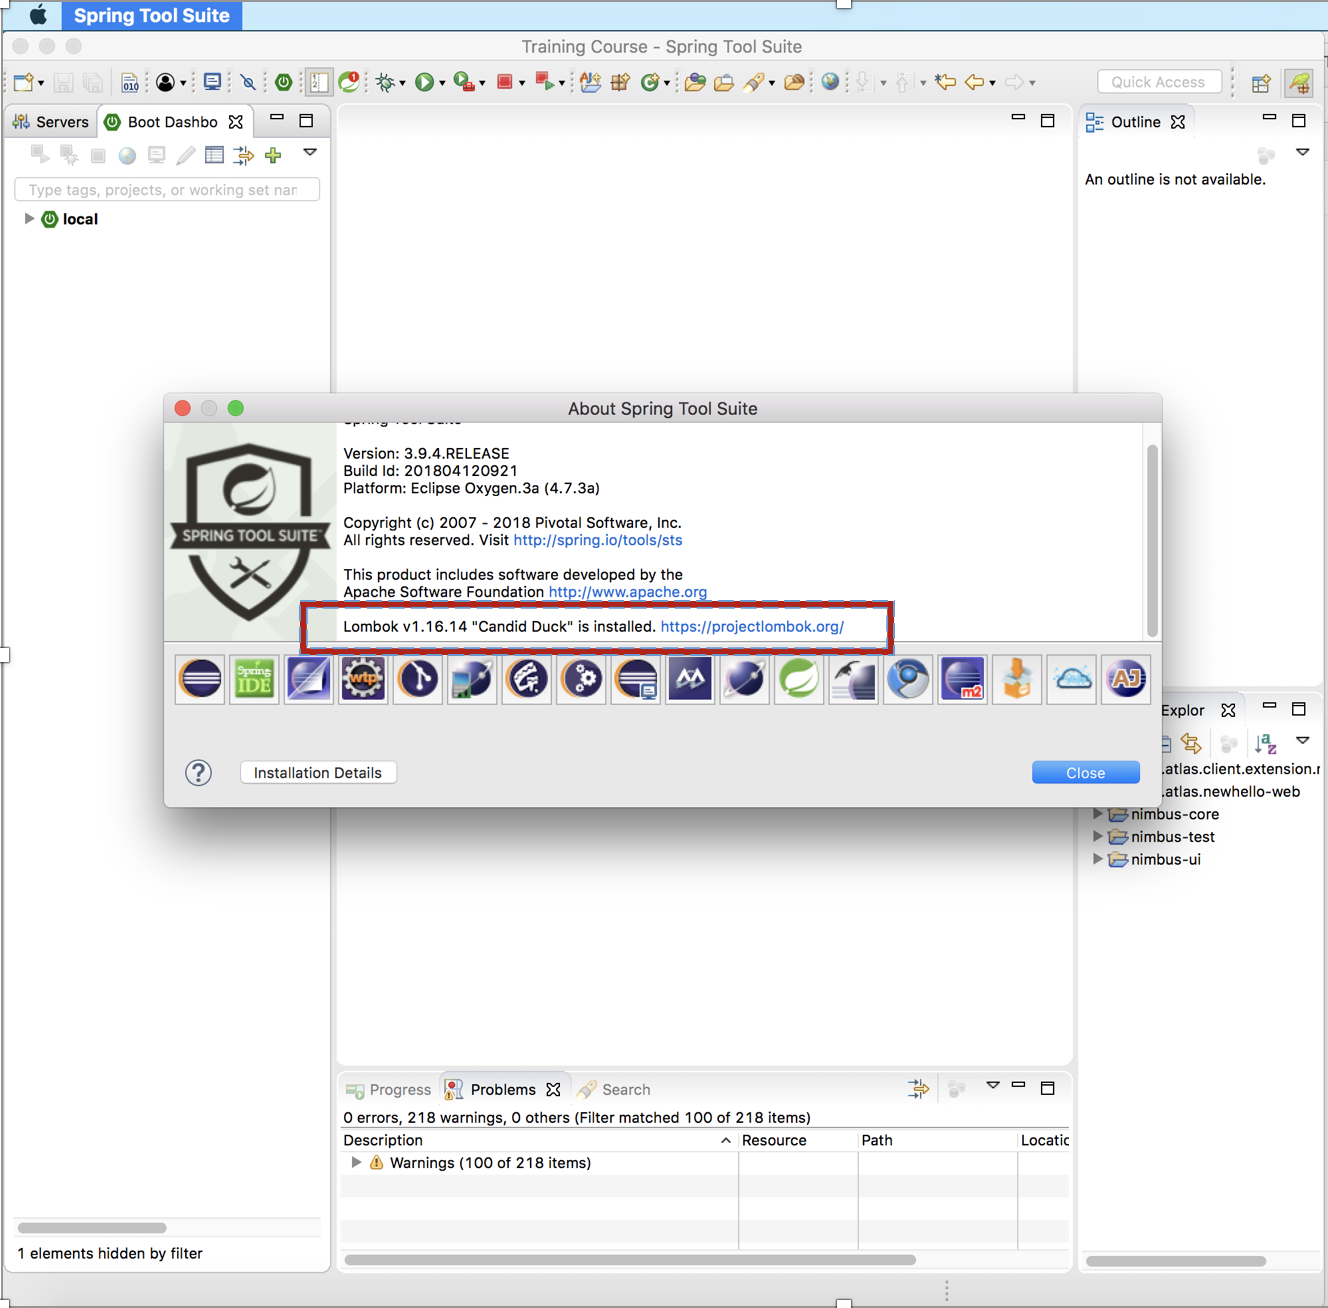 Spring Tool Suite
Training Course - Spring Tool Suite
010
Quick Access
Servers
Boot Dashbo
Outline
Type tags, projects, or working set nar
An outline is not available.
local
About Spring Tool Suite
Spring Tool Suite
Version: 3.9.4.RELEASE
Build Id: 201804120921
Platform: Eclipse Oxygen.3a (4.7.3a)
SPRING TOOL SUITE™
Copyright (c) 2007 - 2018 Pivotal Software, Inc.
All rights reserved. Visit http://spring.io/tools/sts
This product includes software developed by the
Apache Software Foundation http://www.apache.org
Lombok v1.16.14 "Candid Duck" is installed. https://projectlombok.org/
Spring IDE
wtp
m2
AJ
Explor
a z
?
Installation Details
Close
.atlas.client.extension.r
.atlas.newhello-web
nimbus-core
nimbus-test
nimbus-ui
Progress
Problems
Search
0 errors, 218 warnings, 0 others (Filter matched 100 of 218 items)
Description
Resource
Path
Locatic
Warnings (100 of 218 items)
1 elements hidden by filter